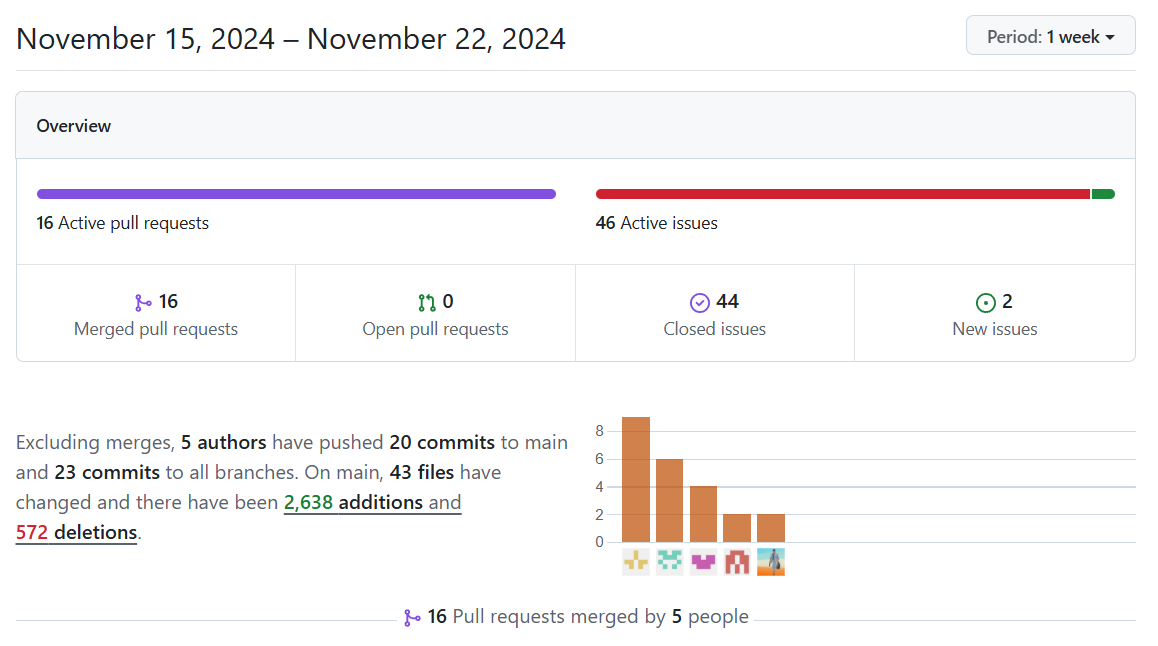 November 15, 2024 – November 22, 2024
Period: 1 week
Overview
16 Active pull requests
46 Active issues
16
Merged pull requests
0
Open pull requests
44
Closed issues
2
New issues
Excluding merges, 5 authors have pushed 20 commits to main
and 23 commits to all branches. On main, 43 files have
changed and there have been 2,638 additions and
572 deletions.
8
6
4
2
0
16 Pull requests merged by 5 people